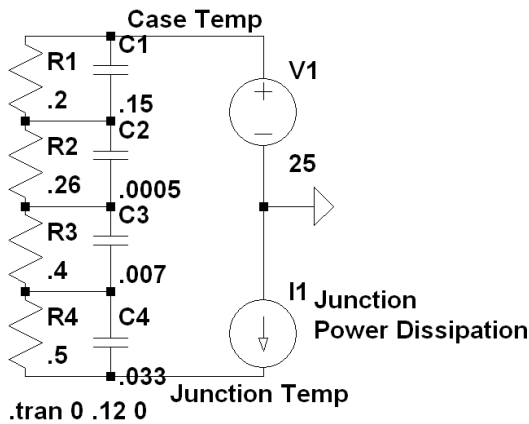 Case Temp
C1
R1
.2
.15
V1
C2
R2
.26
.0005
25
C3
R3
.4
.007
I1
Junction
Power Dissipation
R4
C4
.5
.033
Junction Temp
.tran 0 .12 0